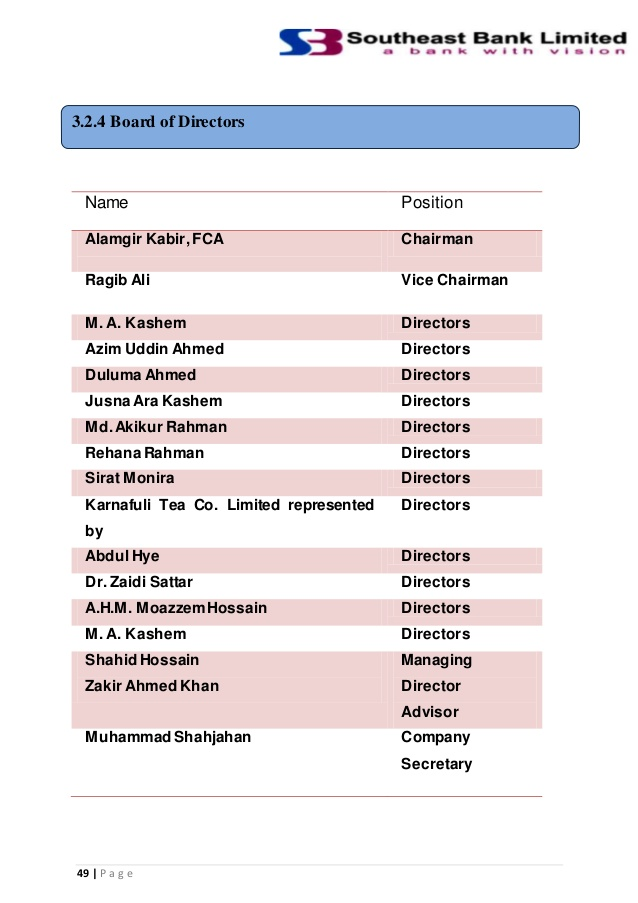 Southeast Bank Limited
a bank with vision
3.2.4 Board of Directors
Name Position
Alamgir Kabir, FCA Chairman
Ragib Ali Vice Chairman
M. A. Kashem Directors
Azim Uddin Ahmed Directors
Duluma Ahmed Directors
Jusna Ara Kashem Directors
Md. Akikur Rahman Directors
Rehana Rahman Directors
Sirat Monira Directors
Karnafuli Tea Co. Limited represented Directors
by
Abdul Hye Directors
Dr. Zaidi Sattar Directors
A.H.M. Moazzem Hossain Directors
M. A. Kashem Directors
Shahid Hossain Managing
Zakir Ahmed Khan Director
Advisor
Muhammad Shahjahan Company
Secretary
49 | Page